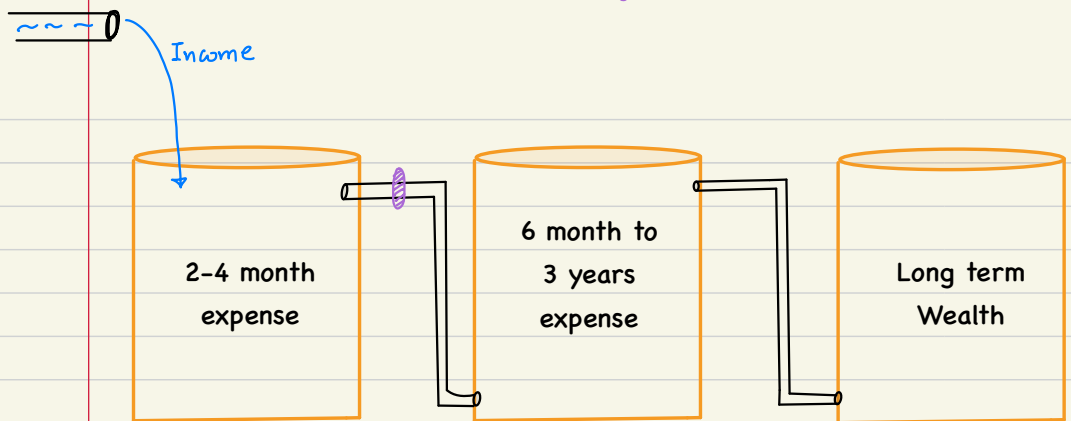 Income
2-4 month
expense
6 month to
3 years
expense
Long term
Wealth